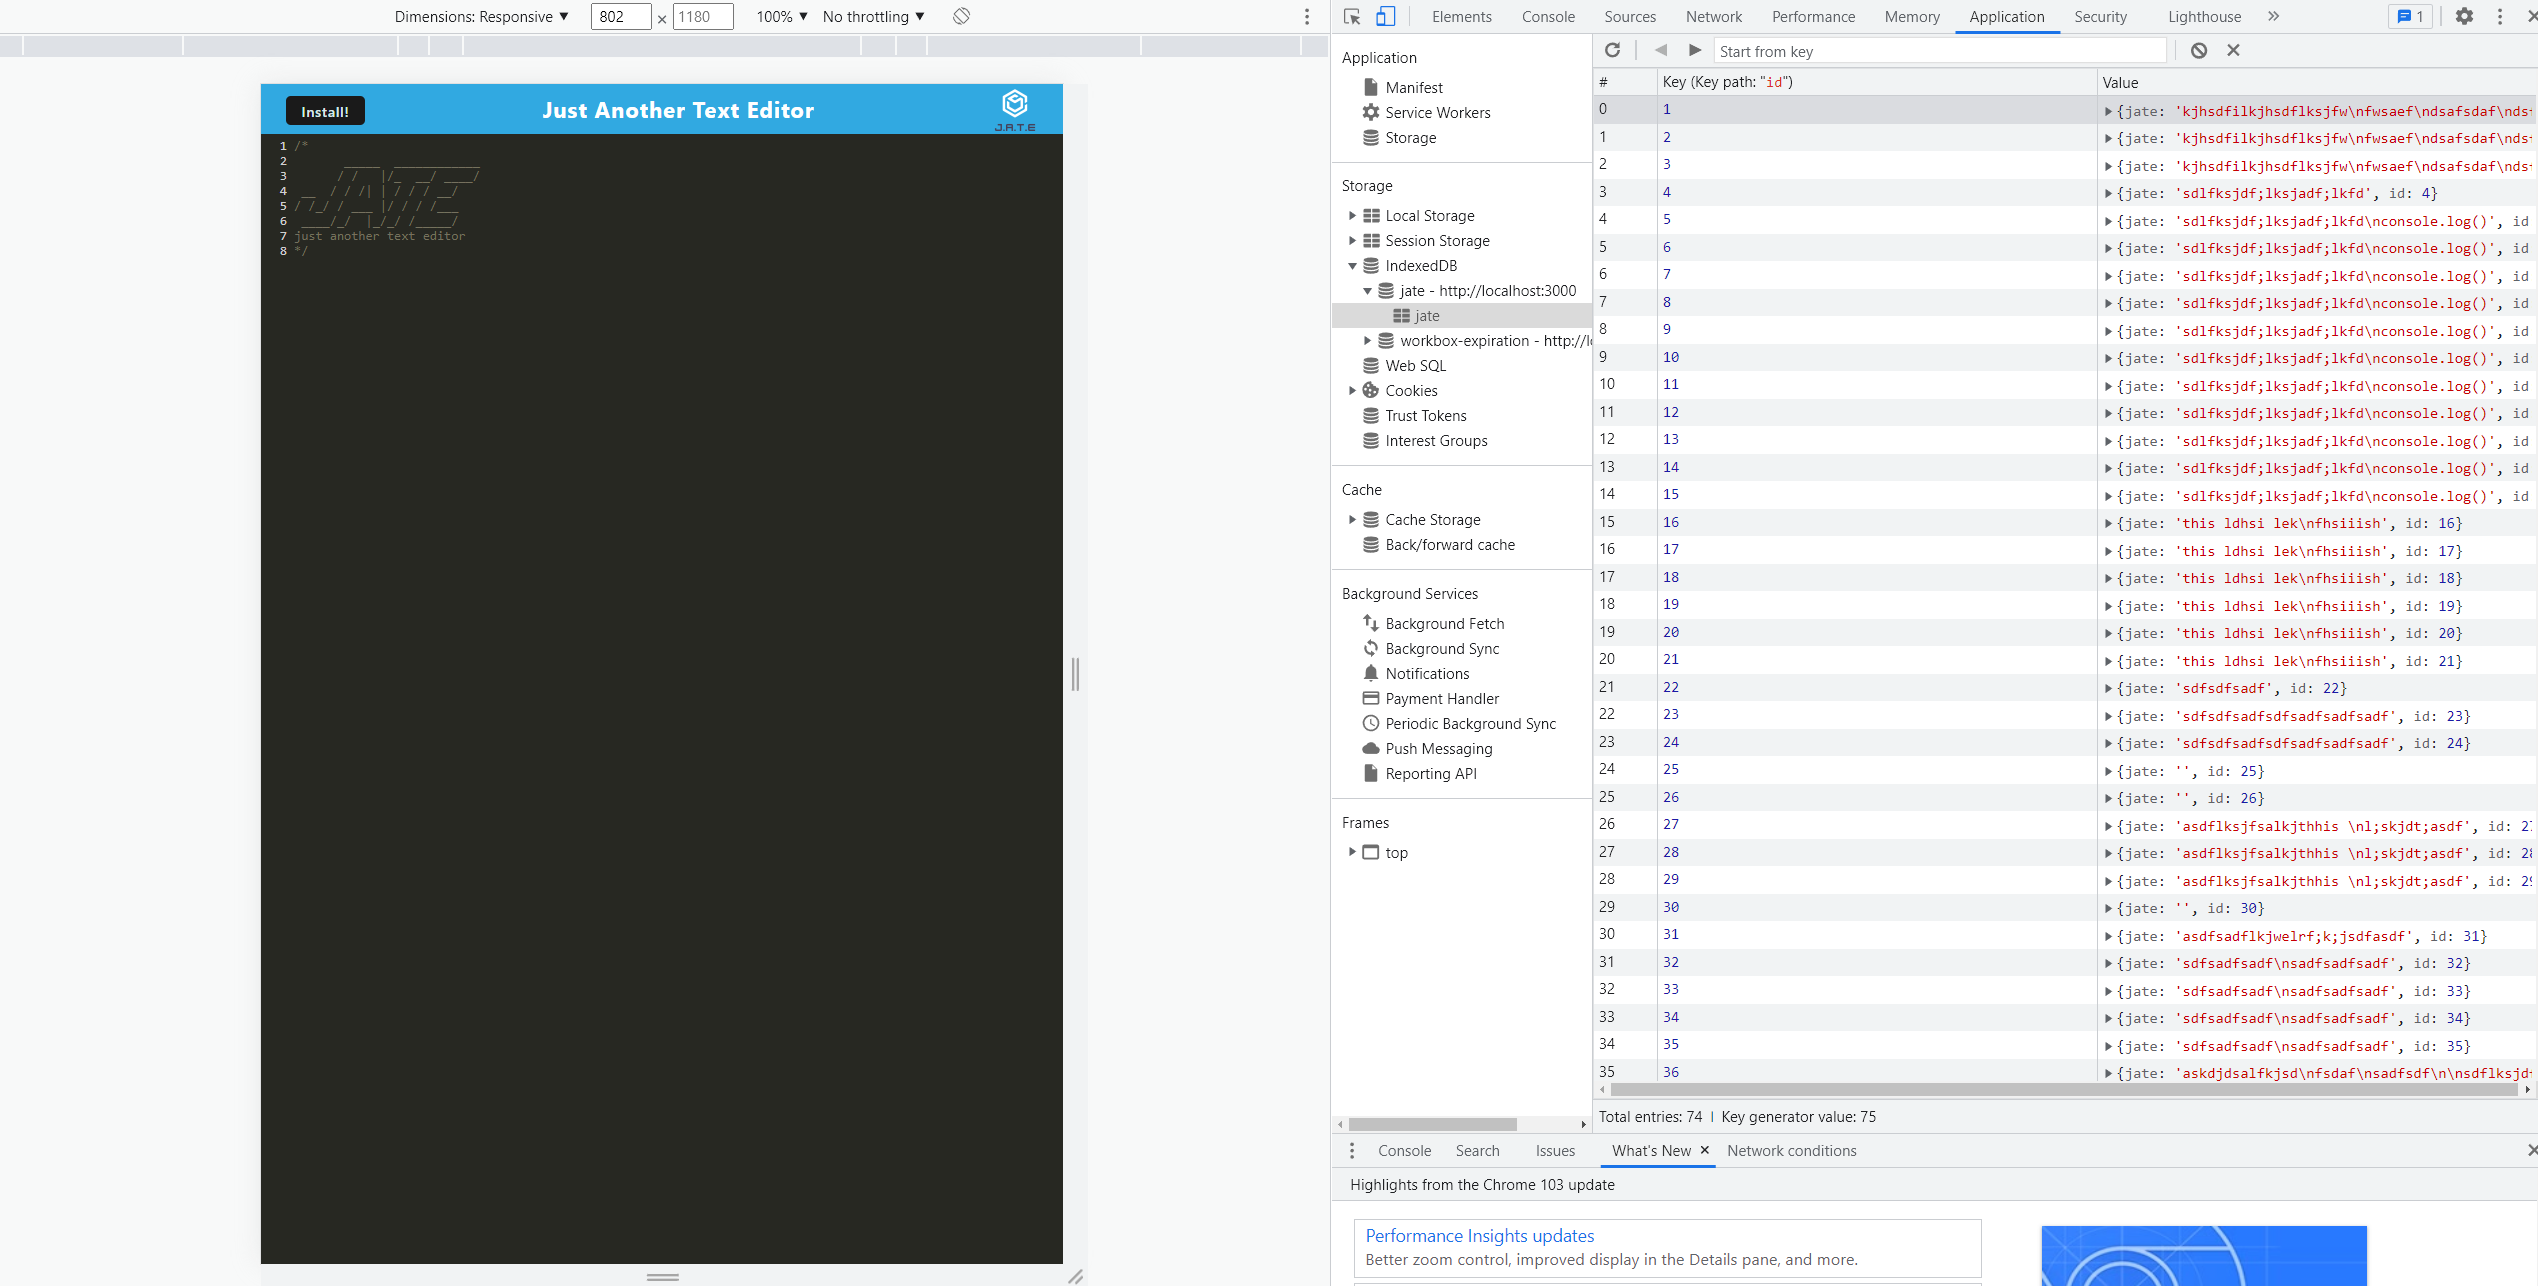 Dimensions: Responsive ▼ 802 × 1180 100% ▼ No throttling ▼
Install!
Just Another Text Editor
J.A.T.E
1 /*
2         _____  ____________
3        / /   |/_  __/ ____/
4  __  / / /| | / / / __/
5 / /_/ / ___ |/ / / /___
6  ____/_/  |_/_/ /_____/
7 just another text editor
8 */
Elements Console Sources Network Performance Memory Application Security Lighthouse » 1
Application
Manifest
Service Workers
Storage
Storage
Local Storage
Session Storage
IndexedDB
jate - http://localhost:3000
jate
workbox-expiration - http://l
Web SQL
Cookies
Trust Tokens
Interest Groups
Cache
Cache Storage
Back/forward cache
Background Services
Background Fetch
Background Sync
Notifications
Payment Handler
Periodic Background Sync
Push Messaging
Reporting API
Frames
top
Start from key
# Key (Key path: "id") Value
0 1 {jate: 'kjhsdfilkjhsdflksjfw\nfwsaef\ndsafsdaf\nds
1 2 {jate: 'kjhsdfilkjhsdflksjfw\nfwsaef\ndsafsdaf\nds
2 3 {jate: 'kjhsdfilkjhsdflksjfw\nfwsaef\ndsafsdaf\nds
3 4 {jate: 'sdlfksjdf;lksjadf;lkfd', id: 4}
4 5 {jate: 'sdlfksjdf;lksjadf;lkfd\nconsole.log()', id
5 6 {jate: 'sdlfksjdf;lksjadf;lkfd\nconsole.log()', id
6 7 {jate: 'sdlfksjdf;lksjadf;lkfd\nconsole.log()', id
7 8 {jate: 'sdlfksjdf;lksjadf;lkfd\nconsole.log()', id
8 9 {jate: 'sdlfksjdf;lksjadf;lkfd\nconsole.log()', id
9 10 {jate: 'sdlfksjdf;lksjadf;lkfd\nconsole.log()', id
10 11 {jate: 'sdlfksjdf;lksjadf;lkfd\nconsole.log()', id
11 12 {jate: 'sdlfksjdf;lksjadf;lkfd\nconsole.log()', id
12 13 {jate: 'sdlfksjdf;lksjadf;lkfd\nconsole.log()', id
13 14 {jate: 'sdlfksjdf;lksjadf;lkfd\nconsole.log()', id
14 15 {jate: 'sdlfksjdf;lksjadf;lkfd\nconsole.log()', id
15 16 {jate: 'this ldhsi lek\nfhsiiish', id: 16}
16 17 {jate: 'this ldhsi lek\nfhsiiish', id: 17}
17 18 {jate: 'this ldhsi lek\nfhsiiish', id: 18}
18 19 {jate: 'this ldhsi lek\nfhsiiish', id: 19}
19 20 {jate: 'this ldhsi lek\nfhsiiish', id: 20}
20 21 {jate: 'this ldhsi lek\nfhsiiish', id: 21}
21 22 {jate: 'sdfsdfsadf', id: 22}
22 23 {jate: 'sdfsdfsadfsdfsadfsadfsadf', id: 23}
23 24 {jate: 'sdfsdfsadfsdfsadfsadfsadf', id: 24}
24 25 {jate: '', id: 25}
25 26 {jate: '', id: 26}
26 27 {jate: 'asdflksjfsalkjthhis \nl;skjdt;asdf', id: 27
27 28 {jate: 'asdflksjfsalkjthhis \nl;skjdt;asdf', id: 28
28 29 {jate: 'asdflksjfsalkjthhis \nl;skjdt;asdf', id: 29
29 30 {jate: '', id: 30}
30 31 {jate: 'asdfsadflkjwelrf;k;jsdfasdf', id: 31}
31 32 {jate: 'sdfsadfsadf\nsadfsadfsadf', id: 32}
32 33 {jate: 'sdfsadfsadf\nsadfsadfsadf', id: 33}
33 34 {jate: 'sdfsadfsadf\nsadfsadfsadf', id: 34}
34 35 {jate: 'sdfsadfsadf\nsadfsadfsadf', id: 35}
35 36 {jate: 'askdjdsalfkjsd\nfsdaf\nsadfsdf\n\nsdflksjd
Total entries: 74 | Key generator value: 75
Console Search Issues What's New × Network conditions
Highlights from the Chrome 103 update
Performance Insights updates
Better zoom control, improved display in the Details pane, and more.